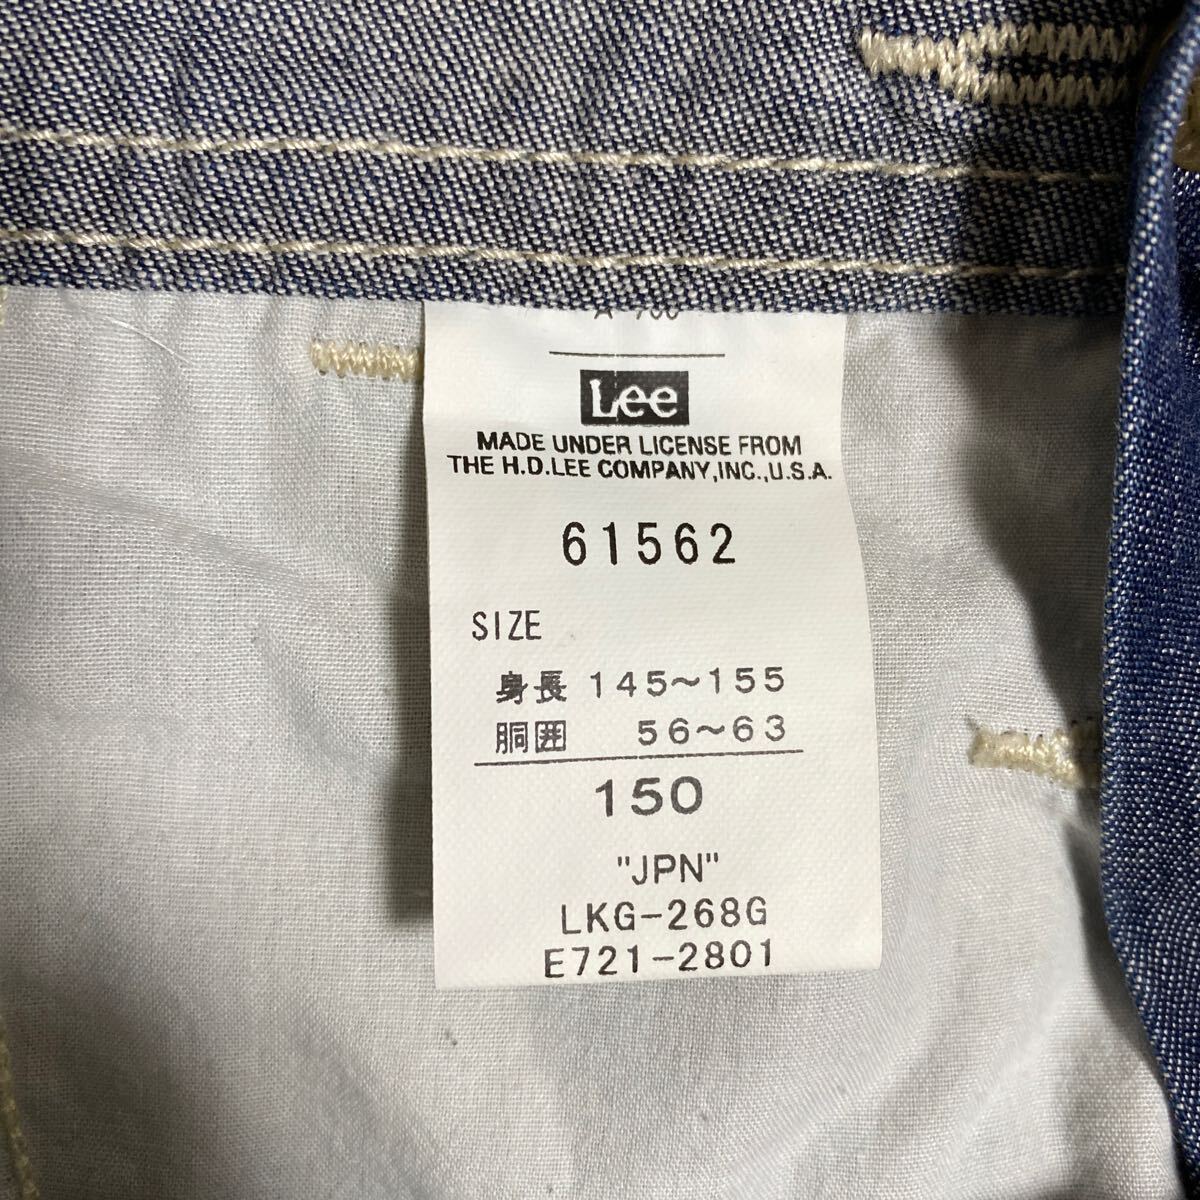 Lee
MADE UNDER LICENSE FROM
THE H.D.LEE COMPANY,INC.,U.S.A.
61562
SIZE
身長 145~155
胴囲 56~63
150
"JPN"
LKG-268G
E721-2801